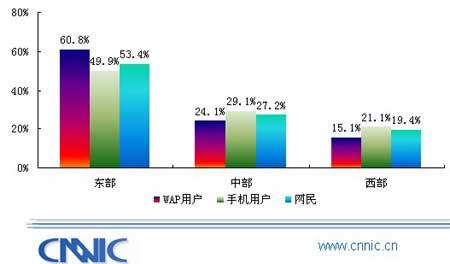 80%
60%
40%
20%
0%
60.8%
49.9%
53.4%
24.1%
29.1%
27.2%
15.1%
21.1%
19.4%
东部
中部
西部
WAP用户 手机用户 网民
CNNIC
www.cnnic.cn